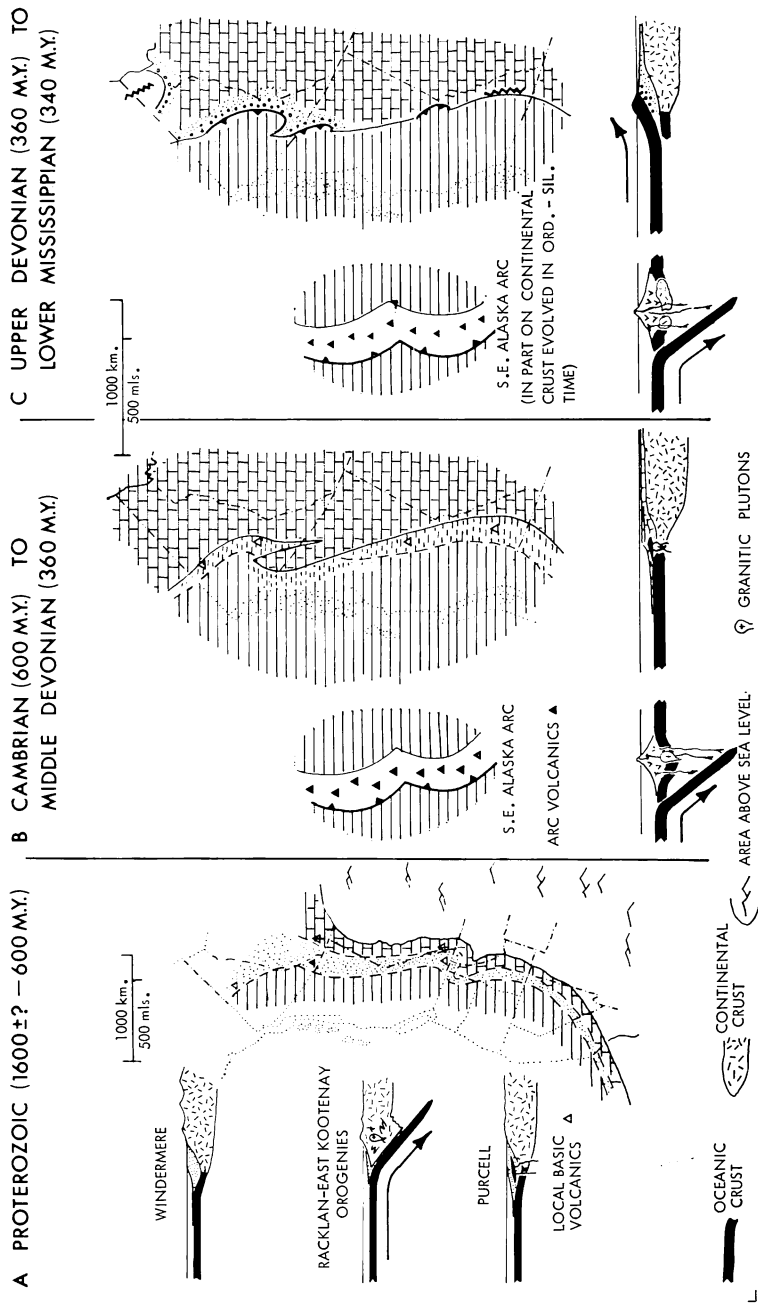 A PROTEROZOIC (1600±? – 600 M.Y.)
WINDERMERE
RACKLAN–EAST KOOTENAY
OROGENIES
PURCELL
LOCAL BASIC
VOLCANICS
1000 km.
500 mls.
B CAMBRIAN (600 M.Y.) TO
MIDDLE DEVONIAN (360 M.Y.)
S.E. ALASKA ARC
ARC VOLCANICS
1000 km.
500 mls.
C UPPER DEVONIAN (360 M.Y.) TO
LOWER MISSISSIPPIAN (340 M.Y.)
S.E. ALASKA ARC
(IN PART ON CONTINENTAL
CRUST EVOLVED IN ORD. – SIL.
TIME)
OCEANIC
CRUST
CONTINENTAL
CRUST
AREA ABOVE SEA LEVEL.
GRANITIC PLUTONS